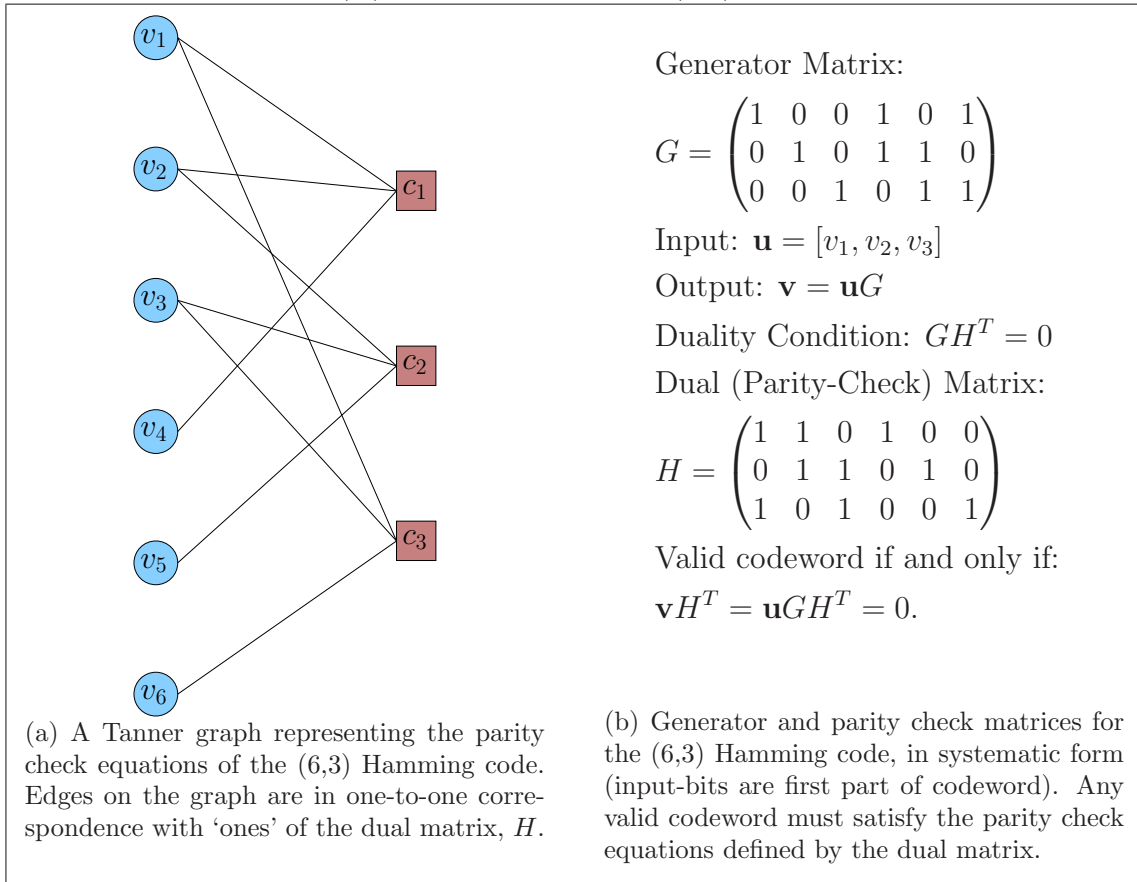 v₁
v₂
v₃
v₄
v₅
v₆
c₁
c₂
c₃
(a) A Tanner graph representing the parity
check equations of the (6,3) Hamming code.
Edges on the graph are in one-to-one corre-
spondence with ‘ones’ of the dual matrix, H.
Generator Matrix:
G = 
1 0 0 1 0 1
0 1 0 1 1 0
0 0 1 0 1 1
Input: u = [v₁, v₂, v₃]
Output: v = uG
Duality Condition: GHᵀ = 0
Dual (Parity-Check) Matrix:
H = 
1 1 0 1 0 0
0 1 1 0 1 0
1 0 1 0 0 1
Valid codeword if and only if:
vHᵀ = uGHᵀ = 0.
(b) Generator and parity check matrices for
the (6,3) Hamming code, in systematic form
(input-bits are first part of codeword). Any
valid codeword must satisfy the parity check
equations defined by the dual matrix.